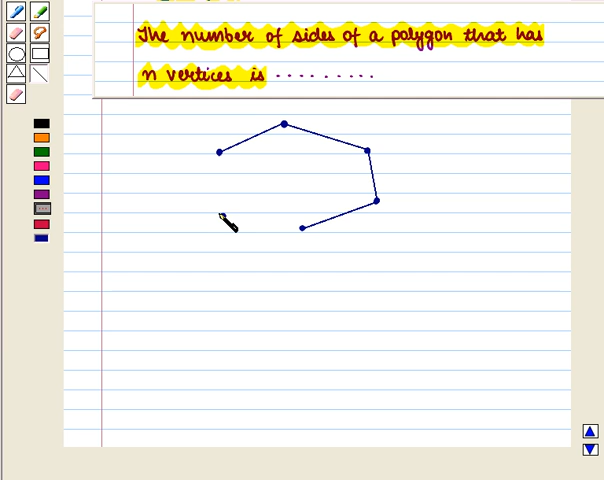 The number of sides of a polygon that has
n vertices is ..........